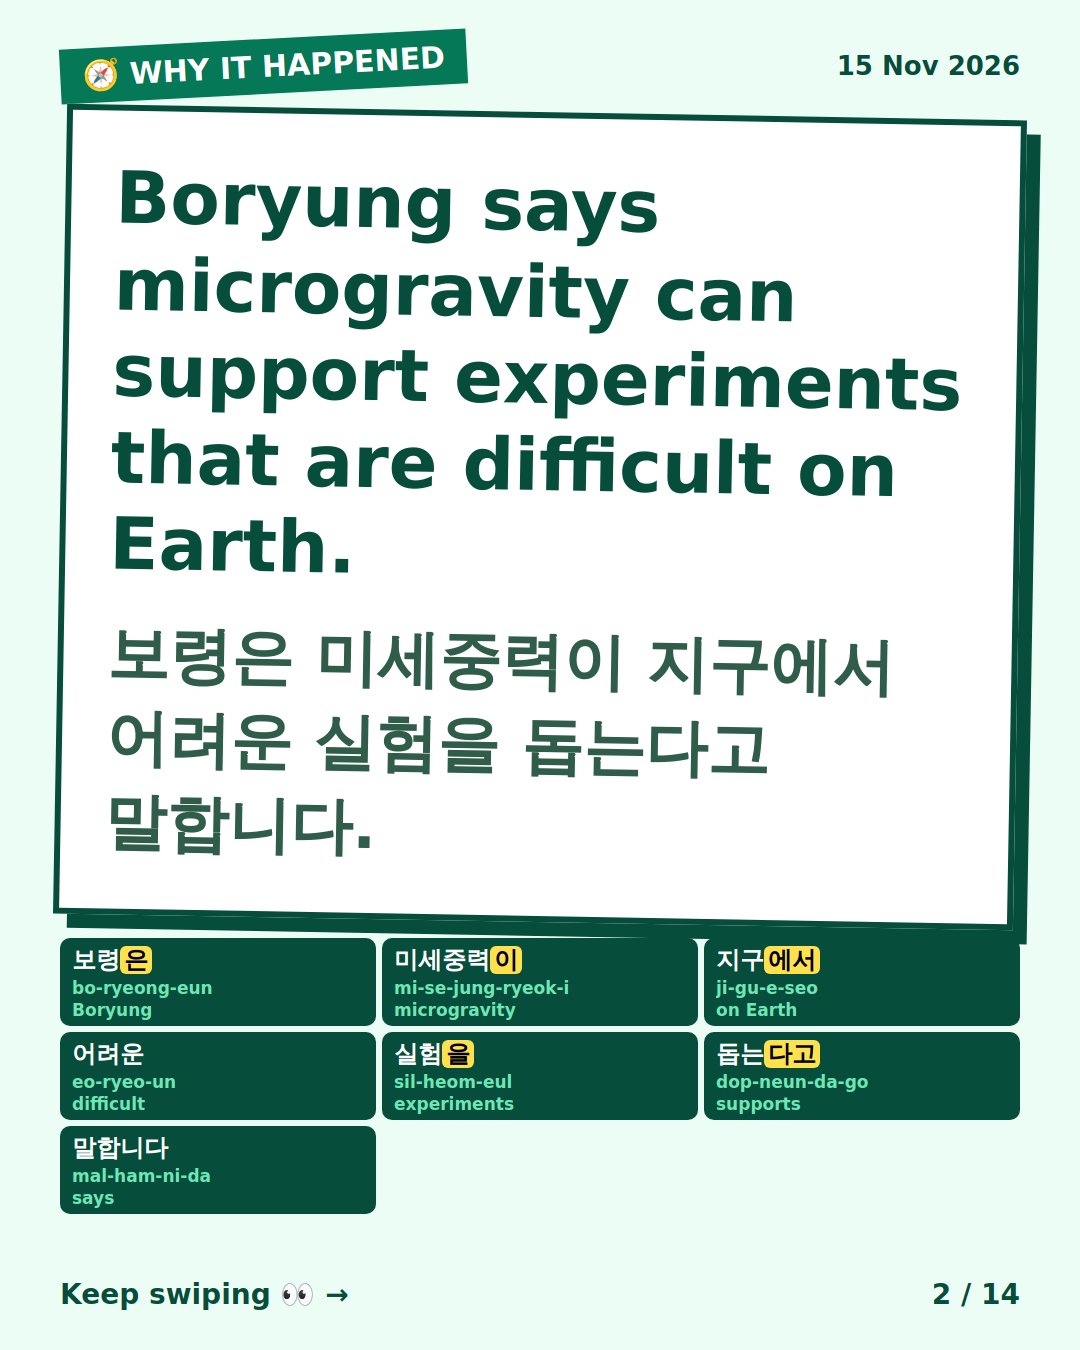 🧭 WHY IT HAPPENED
15 Nov 2026
Boryung says
microgravity can
support experiments
that are difficult on
Earth.
보령은 미세중력이 지구에서
어려운 실험을 돕는다고
말합니다.
보령은
bo-ryeong-eun
Boryung
미세중력이
mi-se-jung-ryeok-i
microgravity
지구에서
ji-gu-e-seo
on Earth
어려운
eo-ryeo-un
difficult
실험을
sil-heom-eul
experiments
돕는다고
dop-neun-da-go
supports
말합니다
mal-ham-ni-da
says
Keep swiping 👀 →
2 / 14